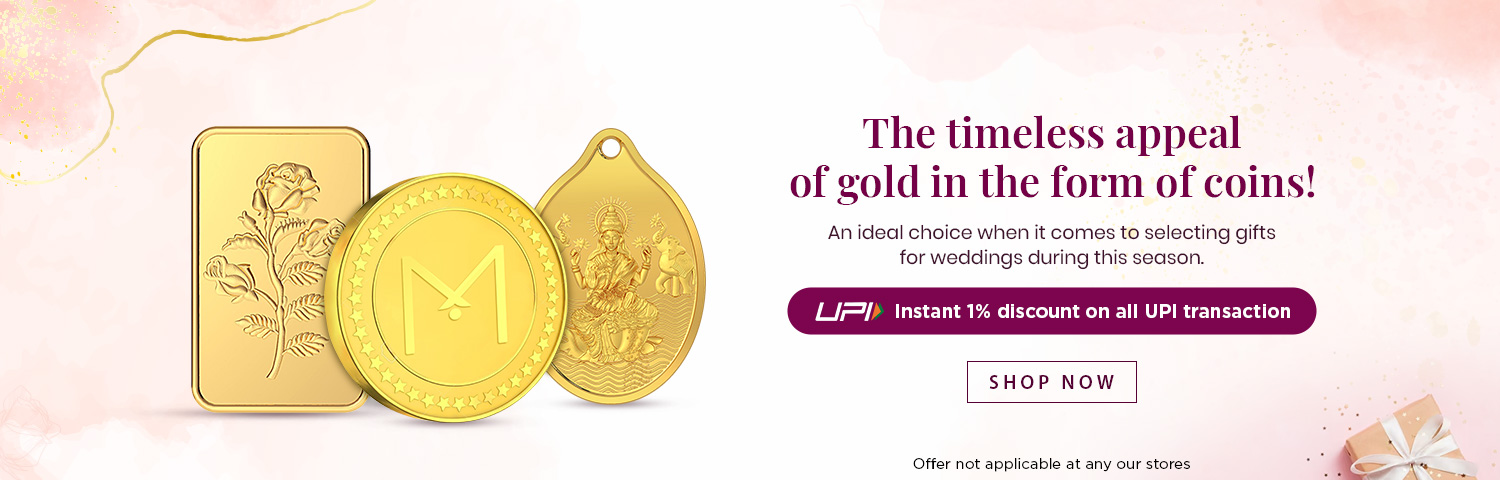 M
The timeless appeal
of gold in the form of coins!
An ideal choice when it comes to selecting gifts
for weddings during this season.
UPI Instant 1% discount on all UPI transaction
SHOP NOW
Offer not applicable at any our stores